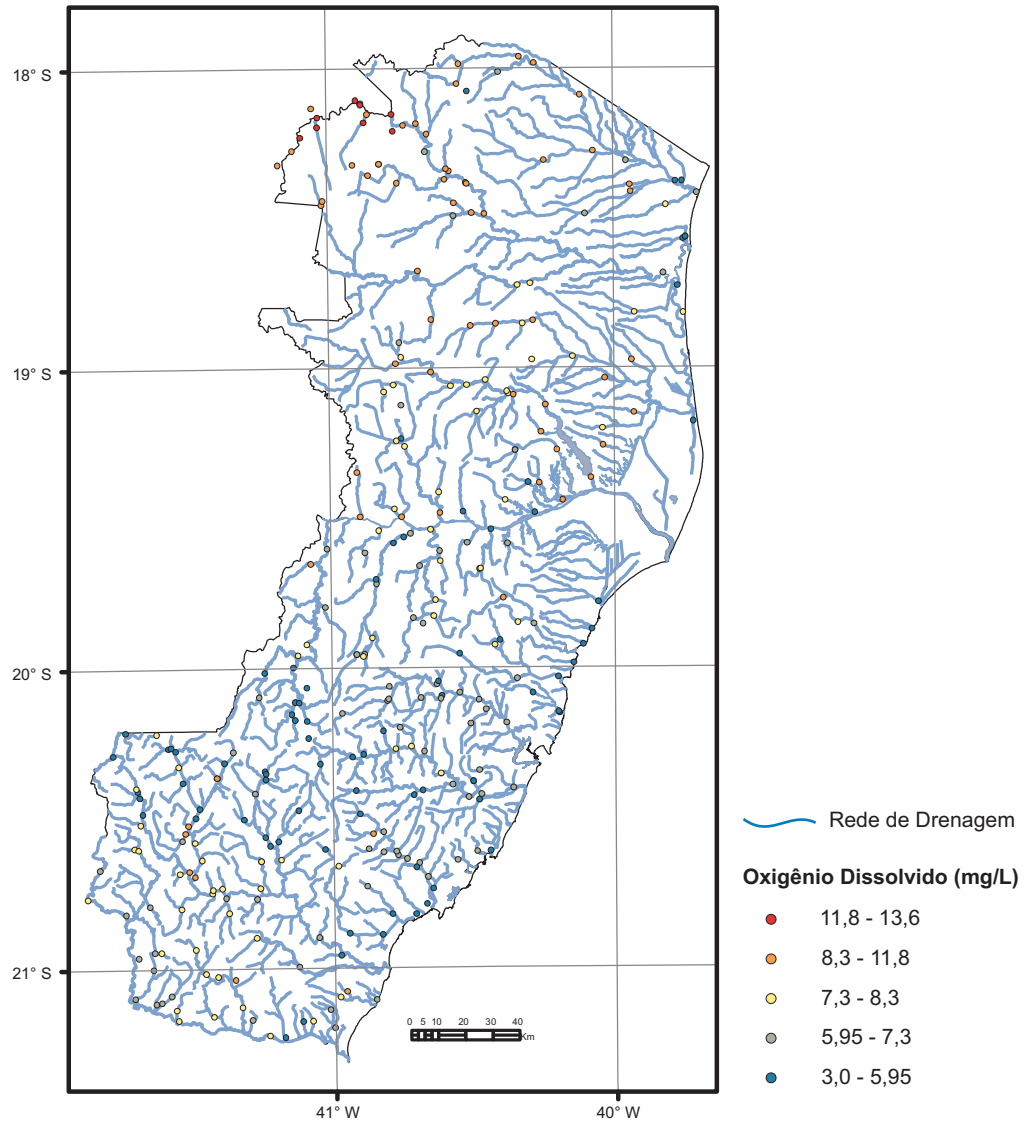 18° S
19° S
20° S
21° S
41° W
40° W
0 5 10 20 30 40
Km
Rede de Drenagem
Oxigênio Dissolvido (mg/L)
11,8 - 13,6
8,3 - 11,8
7,3 - 8,3
5,95 - 7,3
3,0 - 5,95